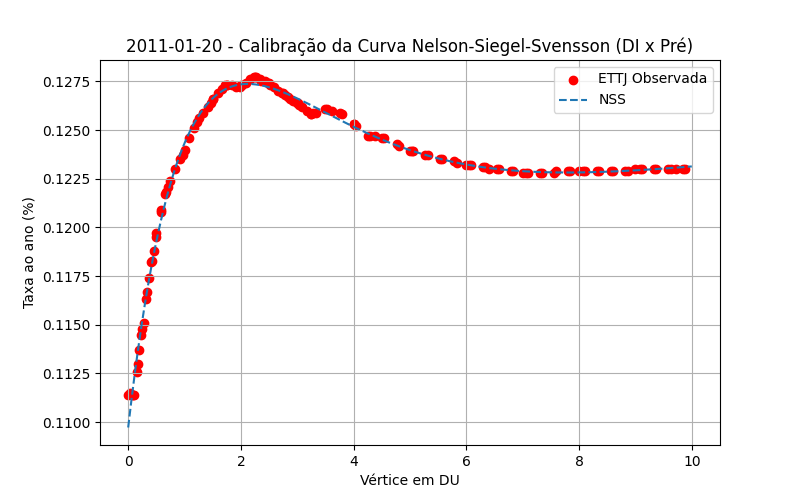 2011-01-20 - Calibração da Curva Nelson-Siegel-Svensson (DI x Pré)
ETTJ Observada
NSS
Taxa ao ano (%)
0.1275
0.1250
0.1225
0.1200
0.1175
0.1150
0.1125
0.1100
0 2 4 6 8 10
Vértice em DU